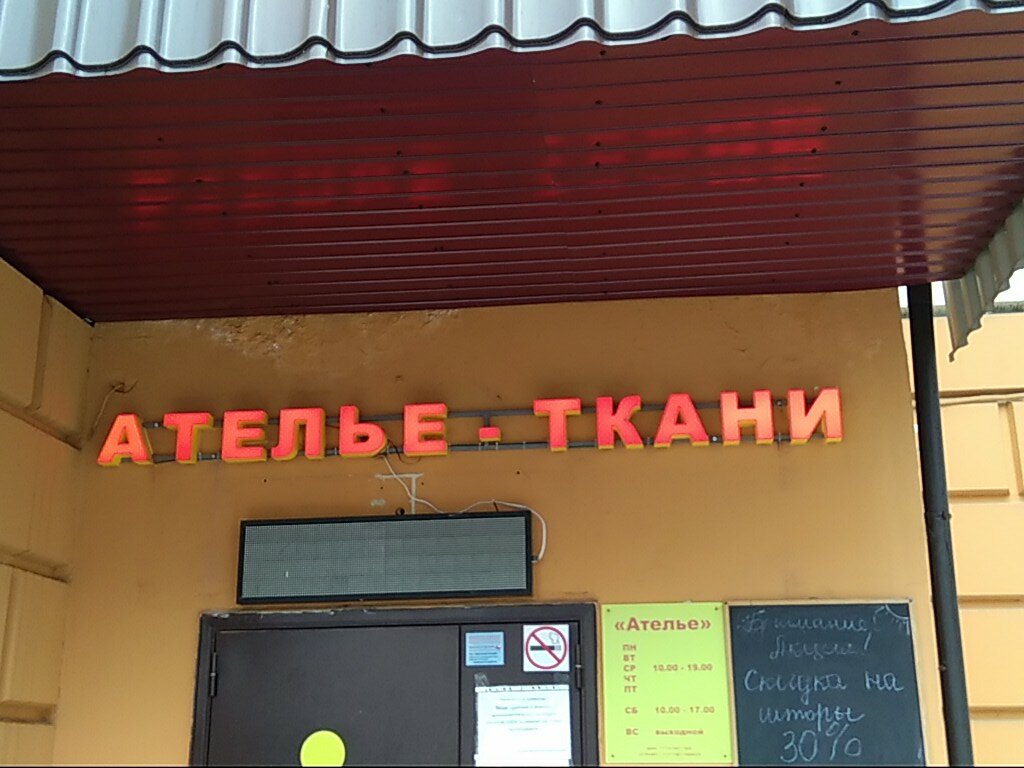 АТЕЛЬЕ - ТКАНИ
«Ателье»
ПН
ВТ
СР 10.00 - 19.00
ЧТ
ПТ
СБ 10.00 - 17.00
ВС выходной
Внимание!
Акция!
Скидка на
шторы
30%